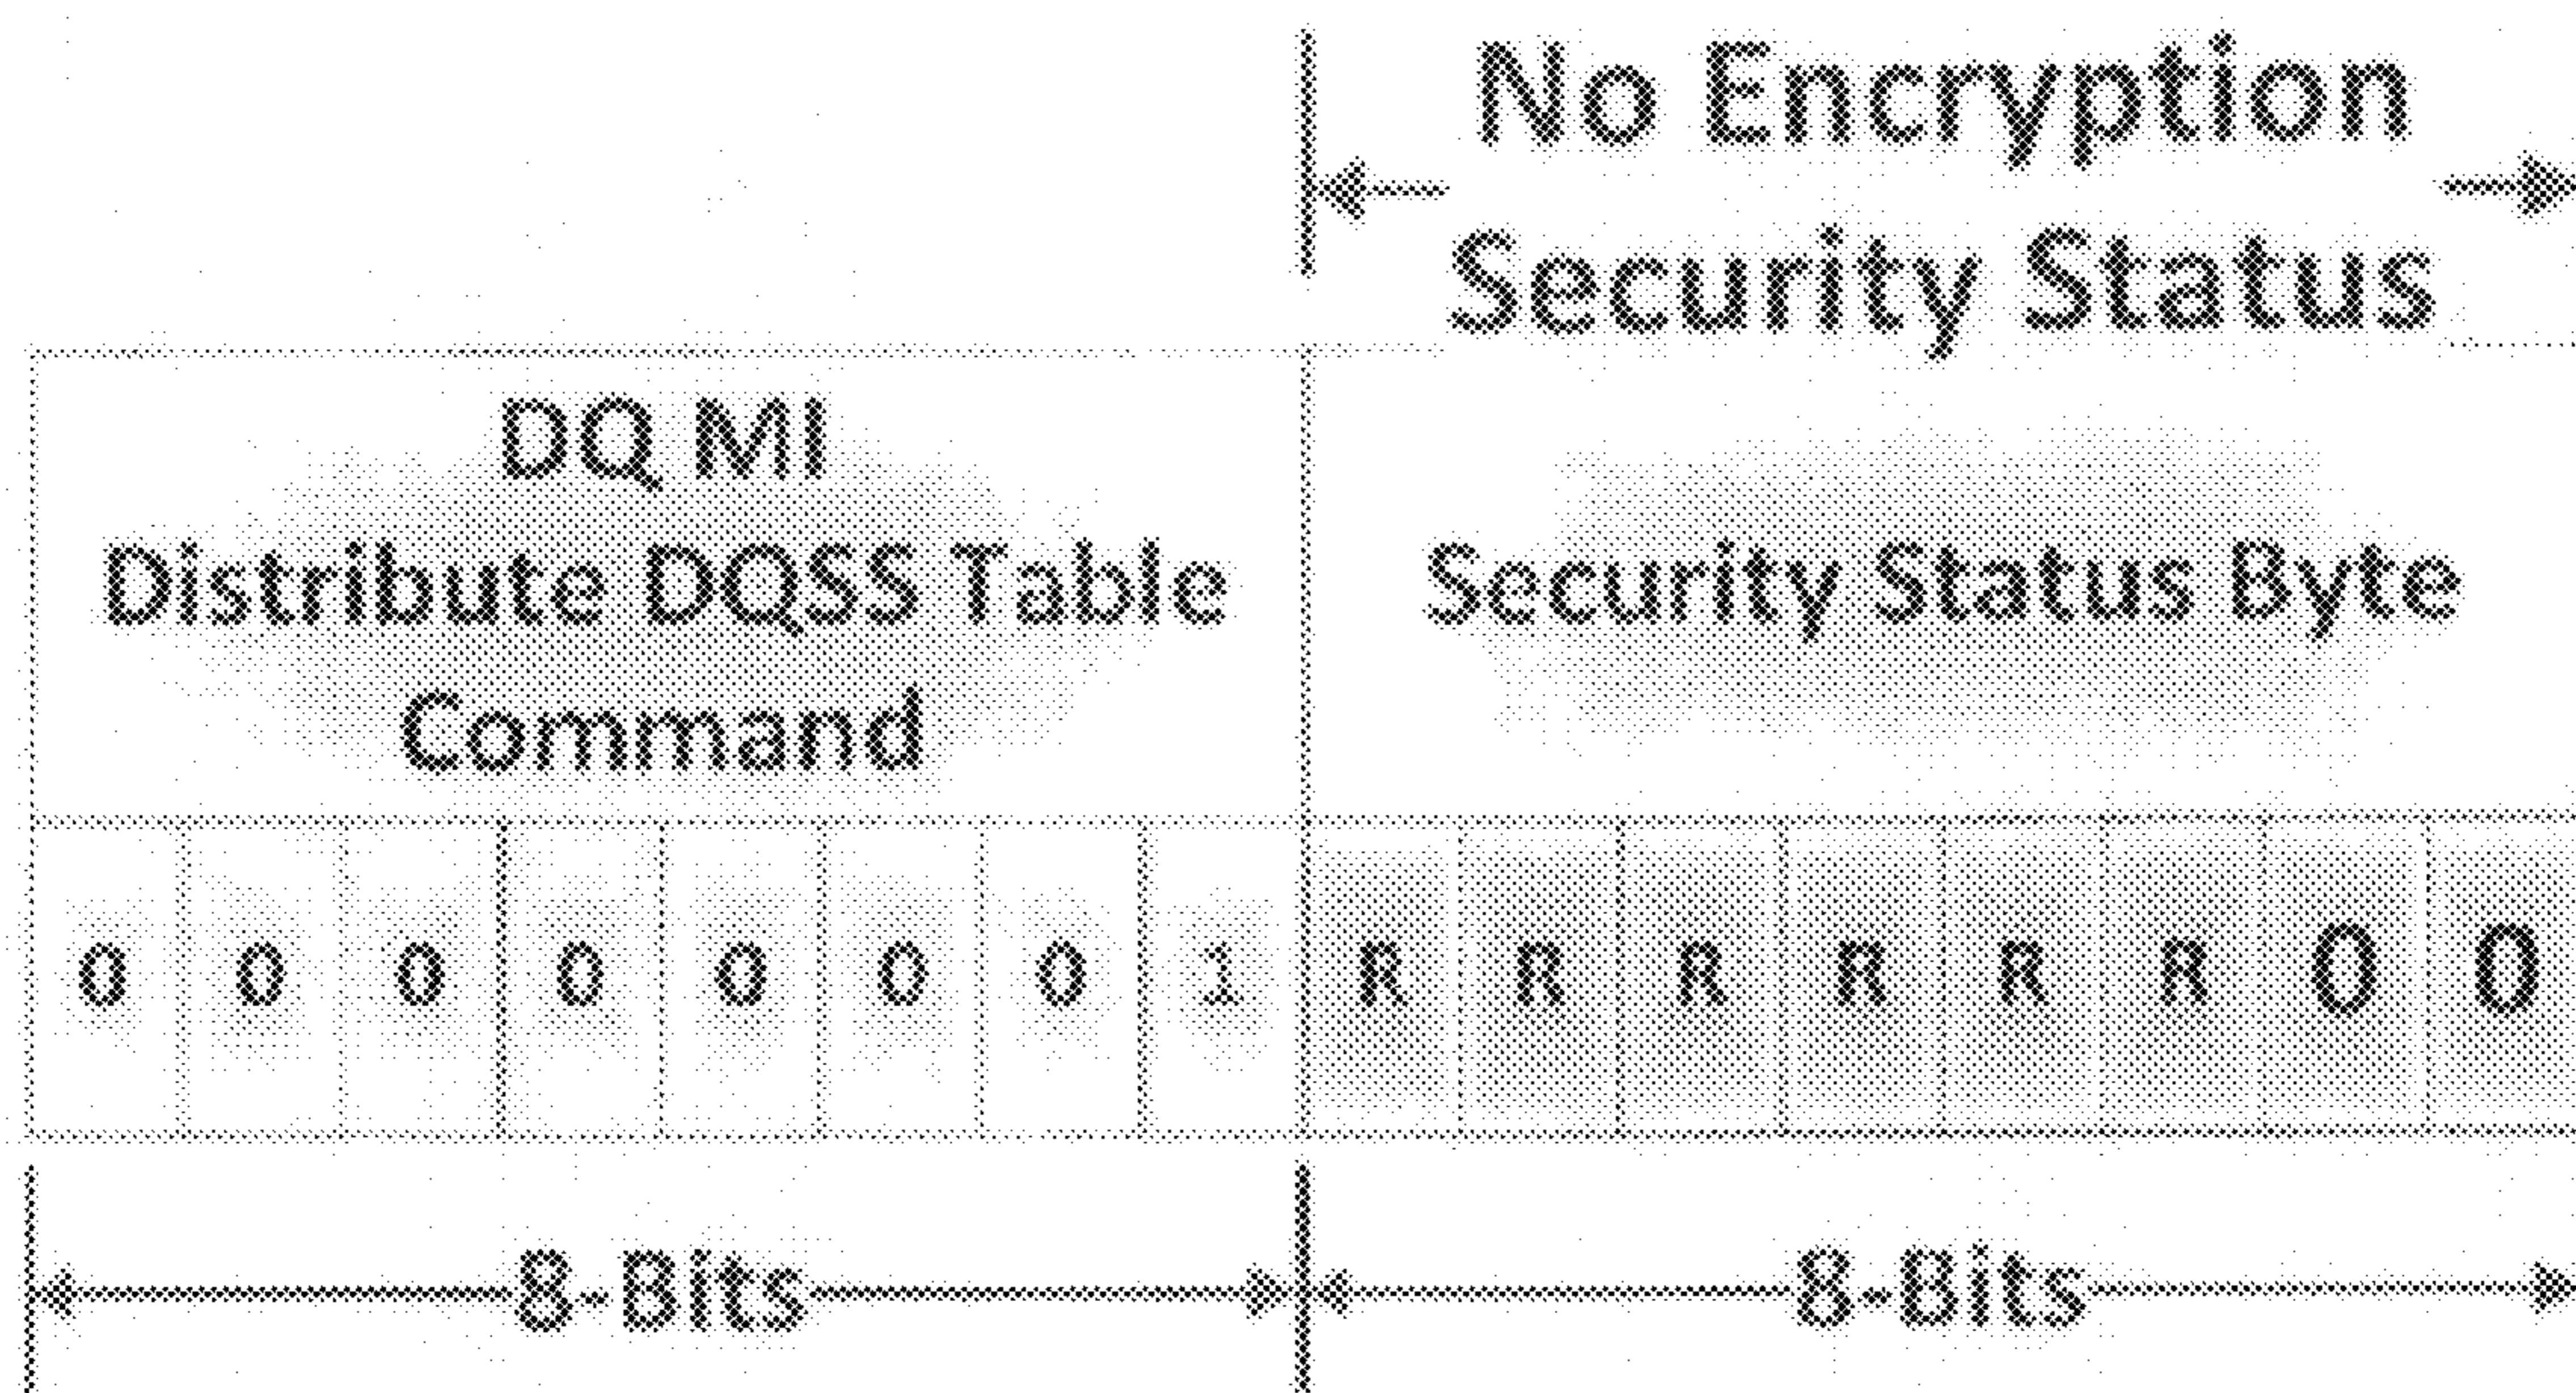 No Encryption
Security Status
DQ MI
Distribute DQSS Table
Command
Security Status Byte
0 0 0 0 0 0 0 1 R R R R R R 0 0
8-Bits 8-Bits